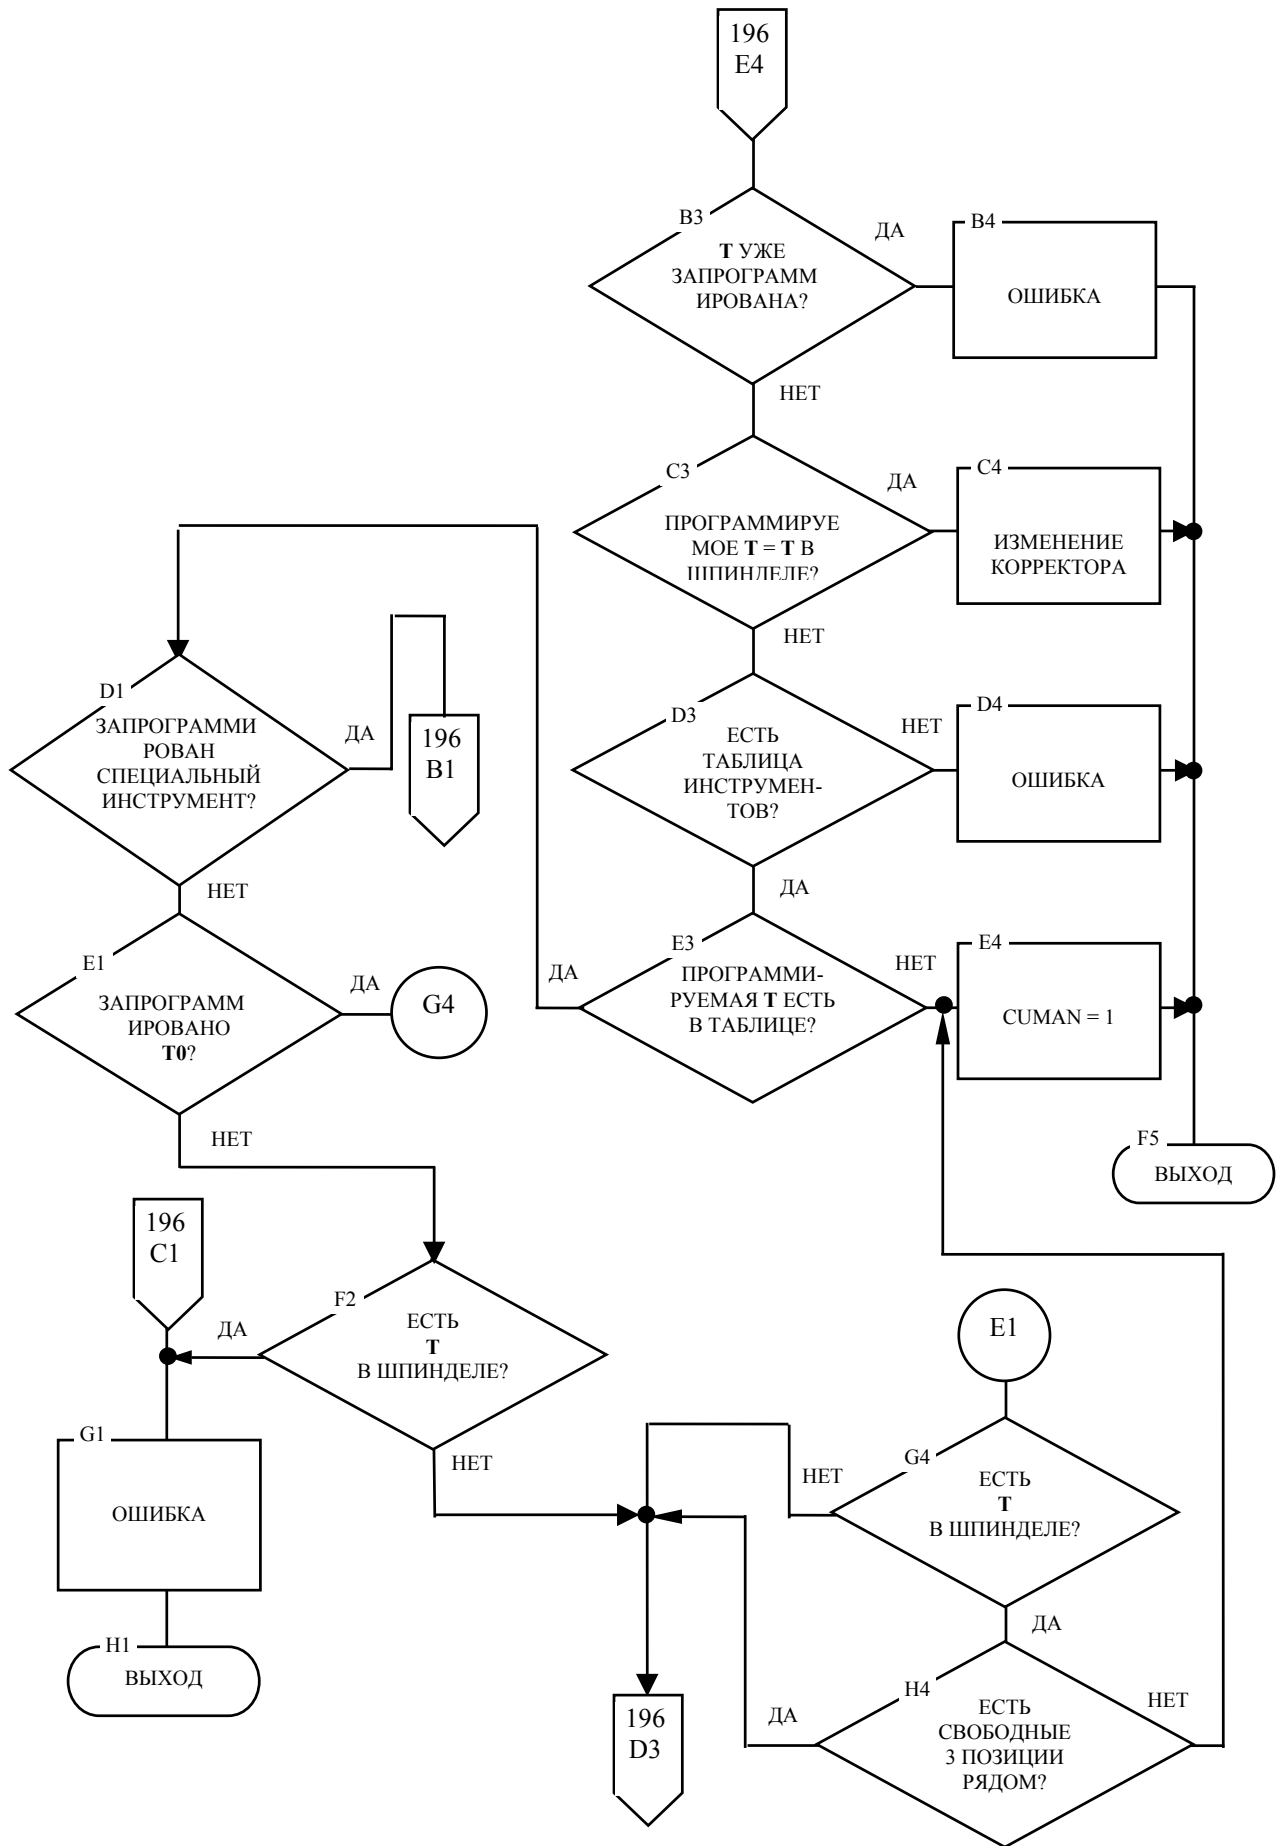 196
E4
B3
T УЖЕ
ЗАПРОГРАММ
ИРОВАНА?
ДА
B4
ОШИБКА
НЕТ
C3
ПРОГРАММИРУЕ
МОЕ T = T В
ШПИНДЕЛЕ?
ДА
C4
ИЗМЕНЕНИЕ
КОРРЕКТОРА
НЕТ
D1
ЗАПРОГРАММИ
РОВАН
СПЕЦИАЛЬНЫЙ
ИНСТРУМЕНТ?
ДА
196
B1
D3
ЕСТЬ
ТАБЛИЦА
ИНСТРУМЕН-
ТОВ?
НЕТ
D4
ОШИБКА
НЕТ
ДА
E1
ЗАПРОГРАММ
ИРОВАНО
T0?
ДА
G4
ДА
E3
ПРОГРАММИ-
РУЕМАЯ T ЕСТЬ
В ТАБЛИЦЕ?
НЕТ
E4
CUMAN = 1
НЕТ
F5
ВЫХОД
196
C1
ДА
F2
ЕСТЬ
T
В ШПИНДЕЛЕ?
E1
G1
ОШИБКА
НЕТ
НЕТ
G4
ЕСТЬ
T
В ШПИНДЕЛЕ?
ДА
H1
ВЫХОД
196
D3
ДА
H4
ЕСТЬ
СВОБОДНЫЕ
3 ПОЗИЦИИ
РЯДОМ?
НЕТ